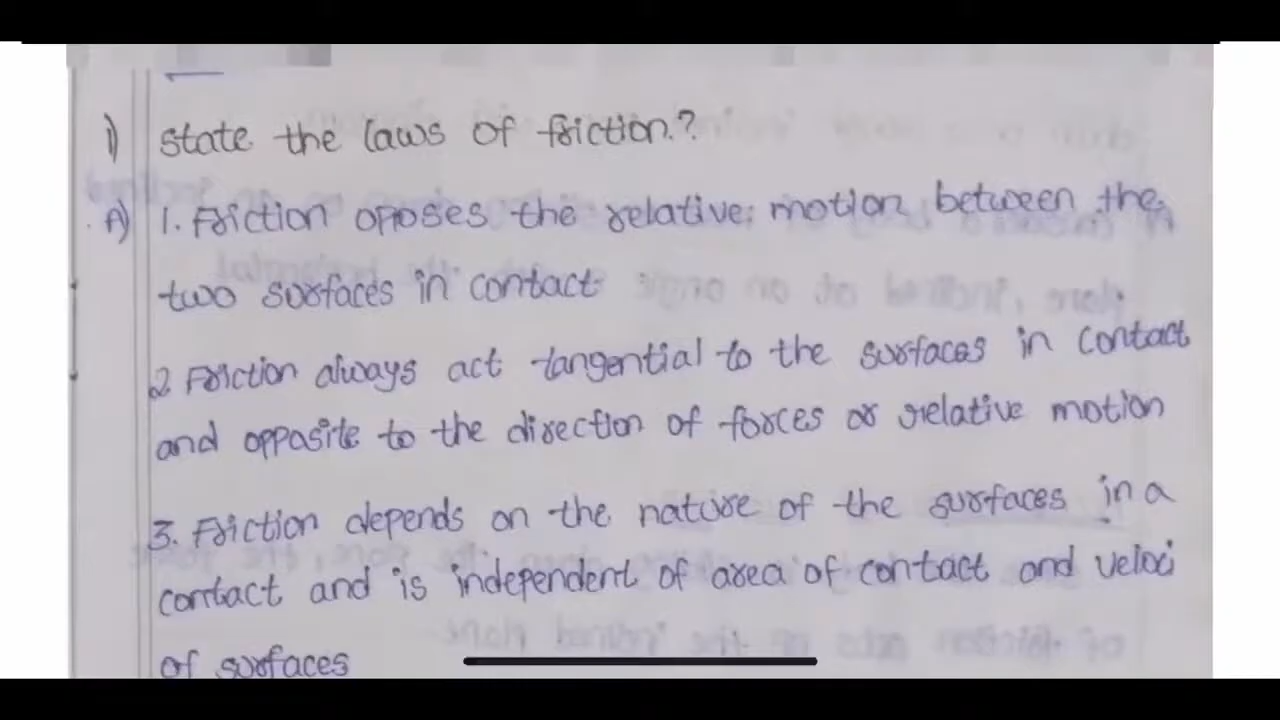 1) state the laws of friction.?
A) 1. Friction opposes the relative motion between the
two surfaces in contact
2 Friction always act tangential to the surfaces in contact
and opposite to the direction of forces or relative motion
3. Friction depends on the nature of the surfaces in a
contact and is independent of area of contact and veloci
of surfaces